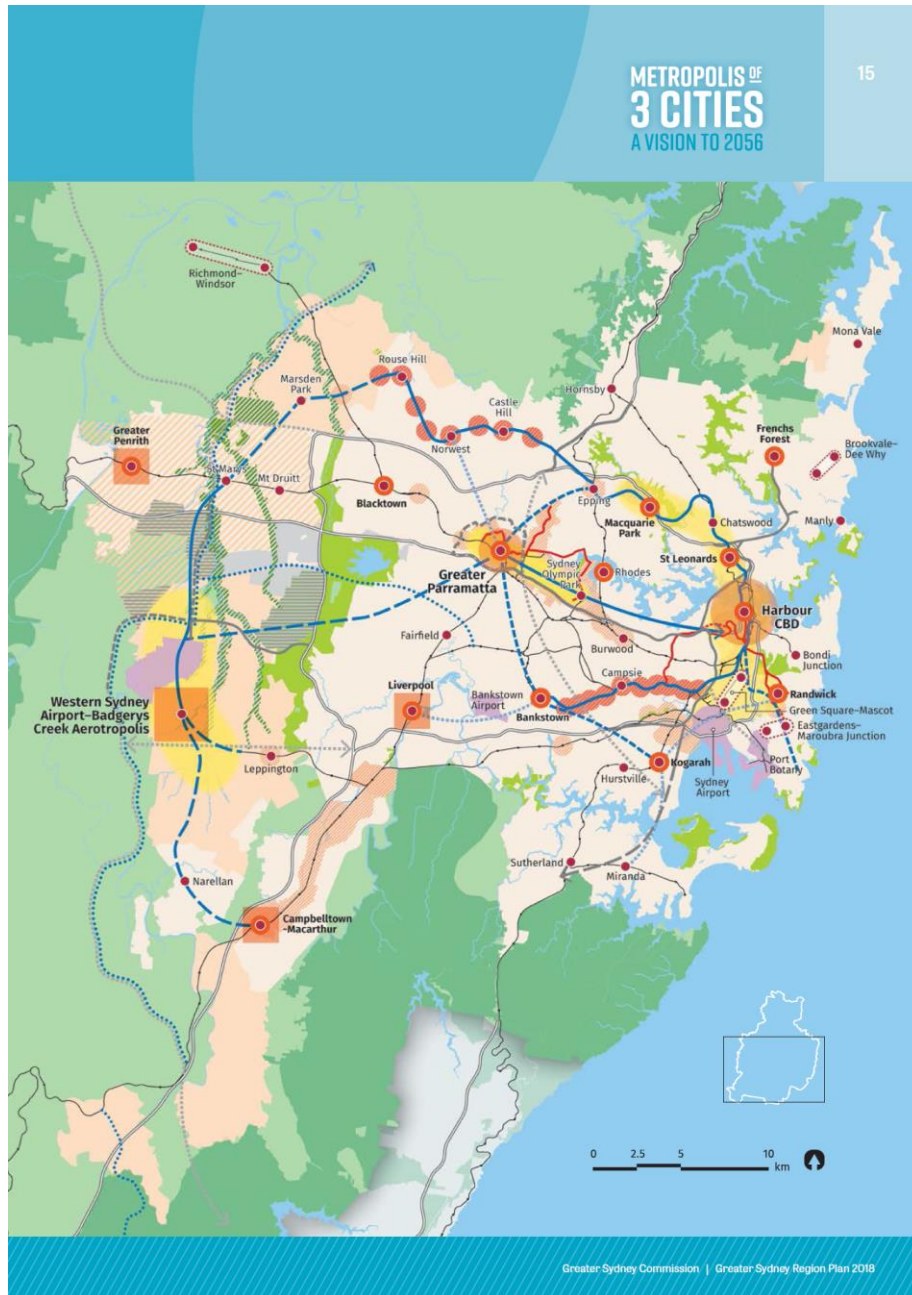 METROPOLIS OF
3 CITIES
A VISION TO 2056
15
Richmond–
Windsor
Mona Vale
Rouse Hill
Marsden
Park
Hornsby
Castle
Hill
Norwest
Greater
Penrith
Frenchs
Forest
Brookvale–
Dee Why
St Marys
Mt Druitt
Blacktown
Epping
Macquarie
Park
Chatswood
Manly
St Leonards
Greater
Parramatta
Sydney
Olympic
Park
Rhodes
Harbour
CBD
Fairfield
Burwood
Bondi
Junction
Western Sydney
Airport–Badgerys
Creek Aerotropolis
Liverpool
Bankstown
Airport
Bankstown
Campsie
Randwick
Green Square–Mascot
Eastgardens–
Maroubra Junction
Leppington
Kogarah
Port
Botany
Hurstville
Sydney
Airport
Sutherland
Miranda
Narellan
Campbelltown
–Macarthur
0 2.5 5 10
km
Greater Sydney Commission | Greater Sydney Region Plan 2018